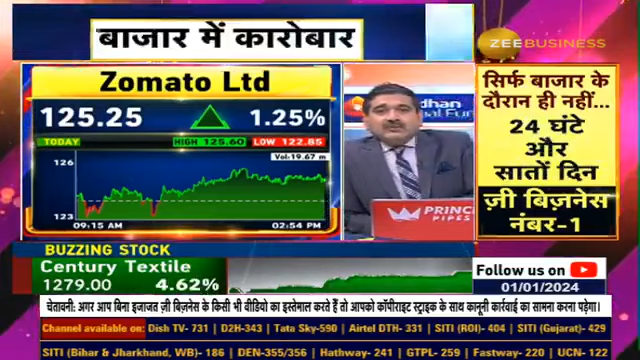 बाजार में कारोबार
ZEE BUSINESS
Zomato Ltd
125.25 1.25%
TODAY HIGH 125.60 LOW 122.85
Vol:19.67 m
126
123
09:15 AM 02:54 PM
PRINCE
PIPES
सिर्फ बाजार के
दौरान ही नहीं...
24 घंटे
और
सातों दिन
ज़ी बिज़नेस
नंबर-1
BUZZING STOCK
Century Textile
1279.00 4.62%
Follow us on
01/01/2024
चेतावनी: अगर आप बिना इजाजत ज़ी बिज़नेस के किसी भी वीडियो का इस्तेमाल करते हैं तो आपको कॉपीराइट स्ट्राइक के साथ कानूनी कार्रवाई का सामना करना पड़ेगा।
Channel available on: Dish TV- 731 | D2H-343 | Tata Sky-590 | Airtel DTH- 331 | SITI (ROI) - 404 | SITI (Gujarat) - 429
SITI (Bihar & Jharkhand, WB) - 186 | DEN-355/356 | Hathway- 241 | GTPL- 259 | Fastway- 220 | UCN- 122